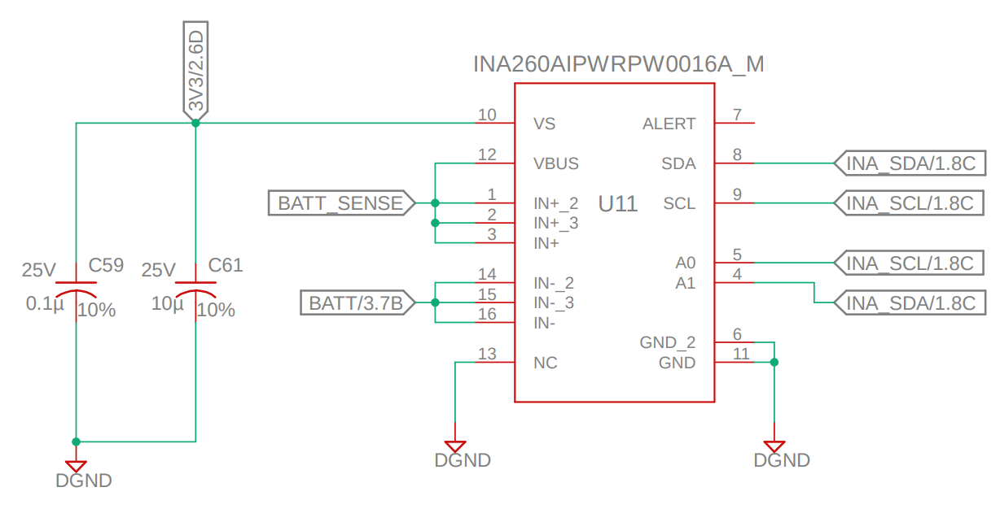 3V3/2.6D
INA260AIPWRPW0016A_M
10 VS ALERT 7
12 VBUS SDA 8 INA_SDA/1.8C
BATT_SENSE 1 IN+_2 U11 SCL 9 INA_SCL/1.8C
2 IN+_3
3 IN+
25V C59 25V C61 A0 5 INA_SCL/1.8C
14 IN-_2 A1 4
0.1µ 10% 10µ 10% BATT/3.7B 15 IN-_3 INA_SDA/1.8C
16 IN-
GND_2 6
13 NC GND 11
DGND DGND
DGND